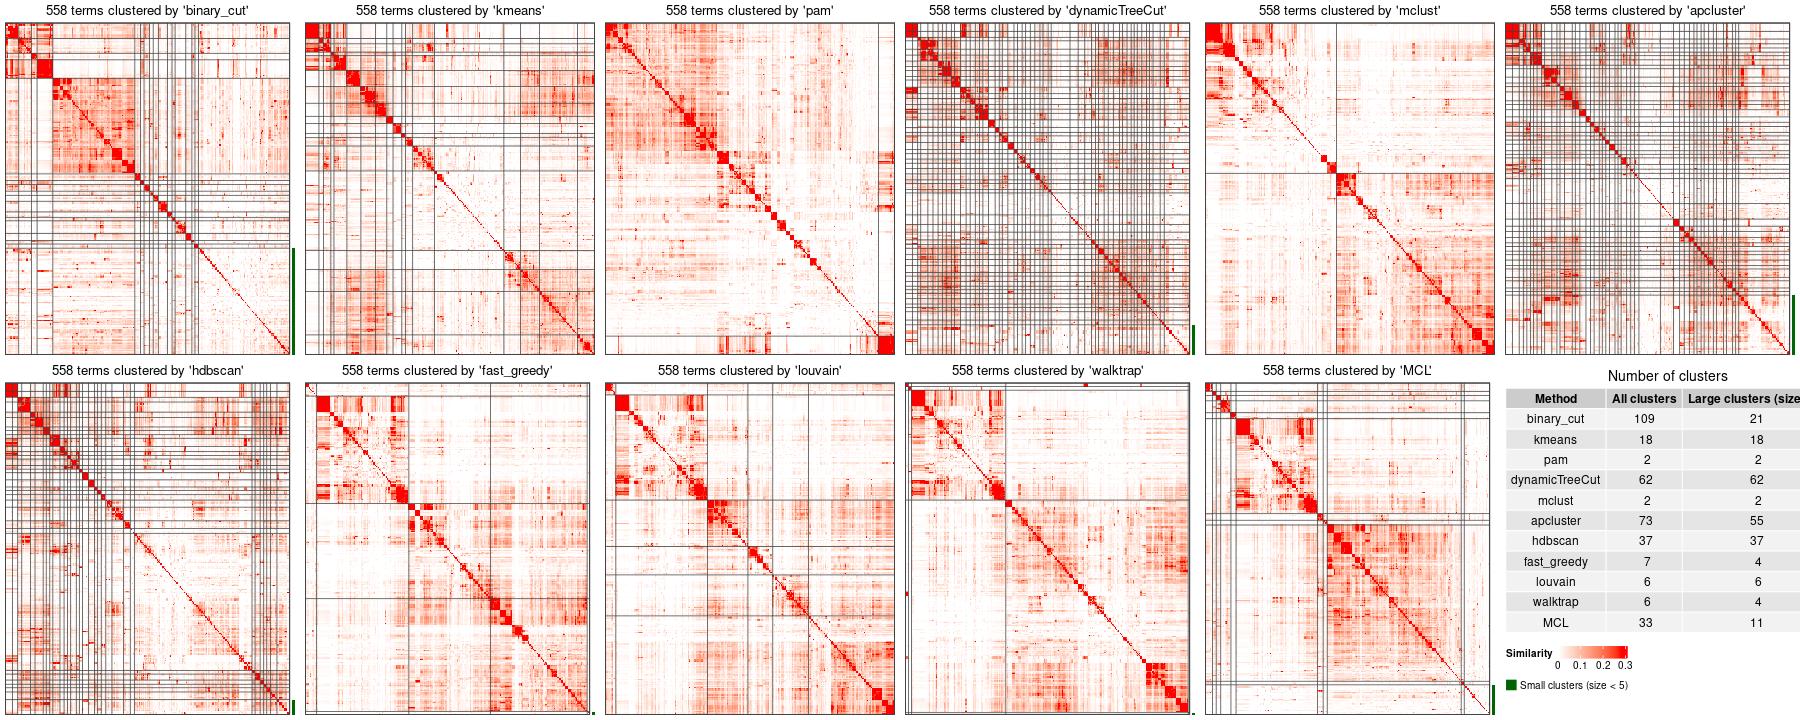 558 terms clustered by 'binary_cut'
558 terms clustered by 'kmeans'
558 terms clustered by 'pam'
558 terms clustered by 'dynamicTreeCut'
558 terms clustered by 'mclust'
558 terms clustered by 'apcluster'
558 terms clustered by 'hdbscan'
558 terms clustered by 'fast_greedy'
558 terms clustered by 'louvain'
558 terms clustered by 'walktrap'
558 terms clustered by 'MCL'
Number of clusters
Method All clusters Large clusters (size
binary_cut 109 21
kmeans 18 18
pam 2 2
dynamicTreeCut 62 62
mclust 2 2
apcluster 73 55
hdbscan 37 37
fast_greedy 7 4
louvain 6 6
walktrap 6 4
MCL 33 11
Similarity
0 0.1 0.2 0.3
Small clusters (size < 5)